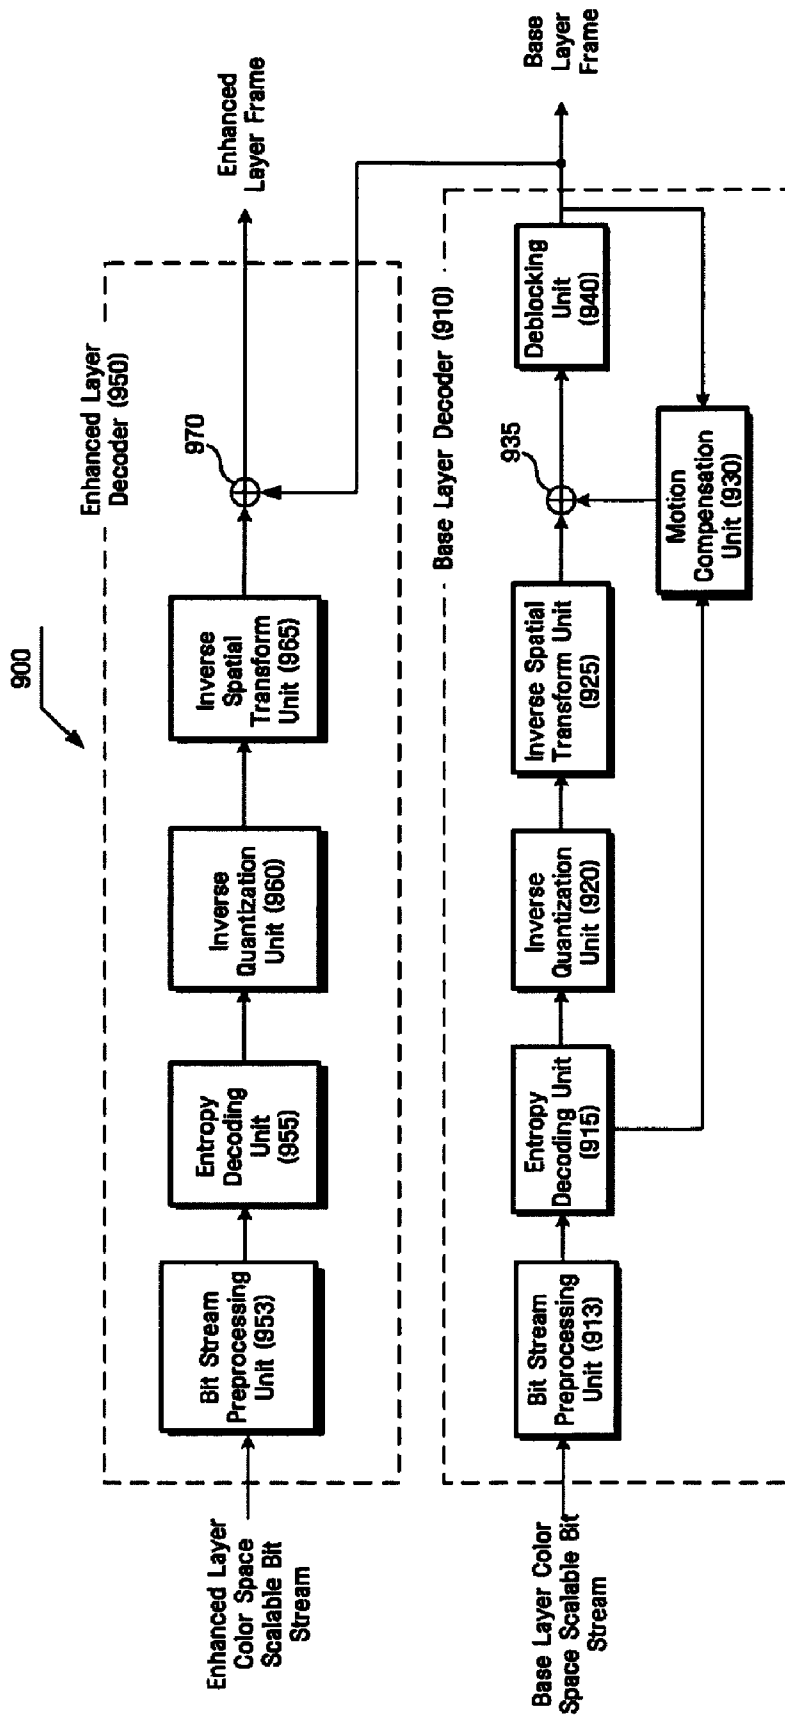 900
Enhanced Layer
Decoder (950)
Enhanced Layer
Color Space
Scalable Bit
Stream
Bit Stream
Preprocessing
Unit (953)
Entropy
Decoding
Unit
(955)
Inverse
Quantization
Unit (960)
Inverse
Spatial
Transform
Unit (965)
970
Enhanced
Layer Frame
Base Layer Decoder (910)
Base Layer Color
Space Scalable Bit
Stream
Bit Stream
Preprocessing
Unit (913)
Entropy
Decoding Unit
(915)
Inverse
Quantization
Unit (920)
Inverse Spatial
Transform Unit
(925)
935
Deblocking
Unit
(940)
Motion
Compensation
Unit (930)
Base
Layer
Frame